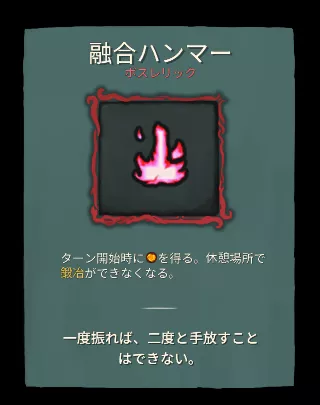 融合ハンマー
ボスレリック
ターン開始時に を得る。休憩場所で
鍛冶ができなくなる。
一度振れば、二度と手放すこと
はできない。